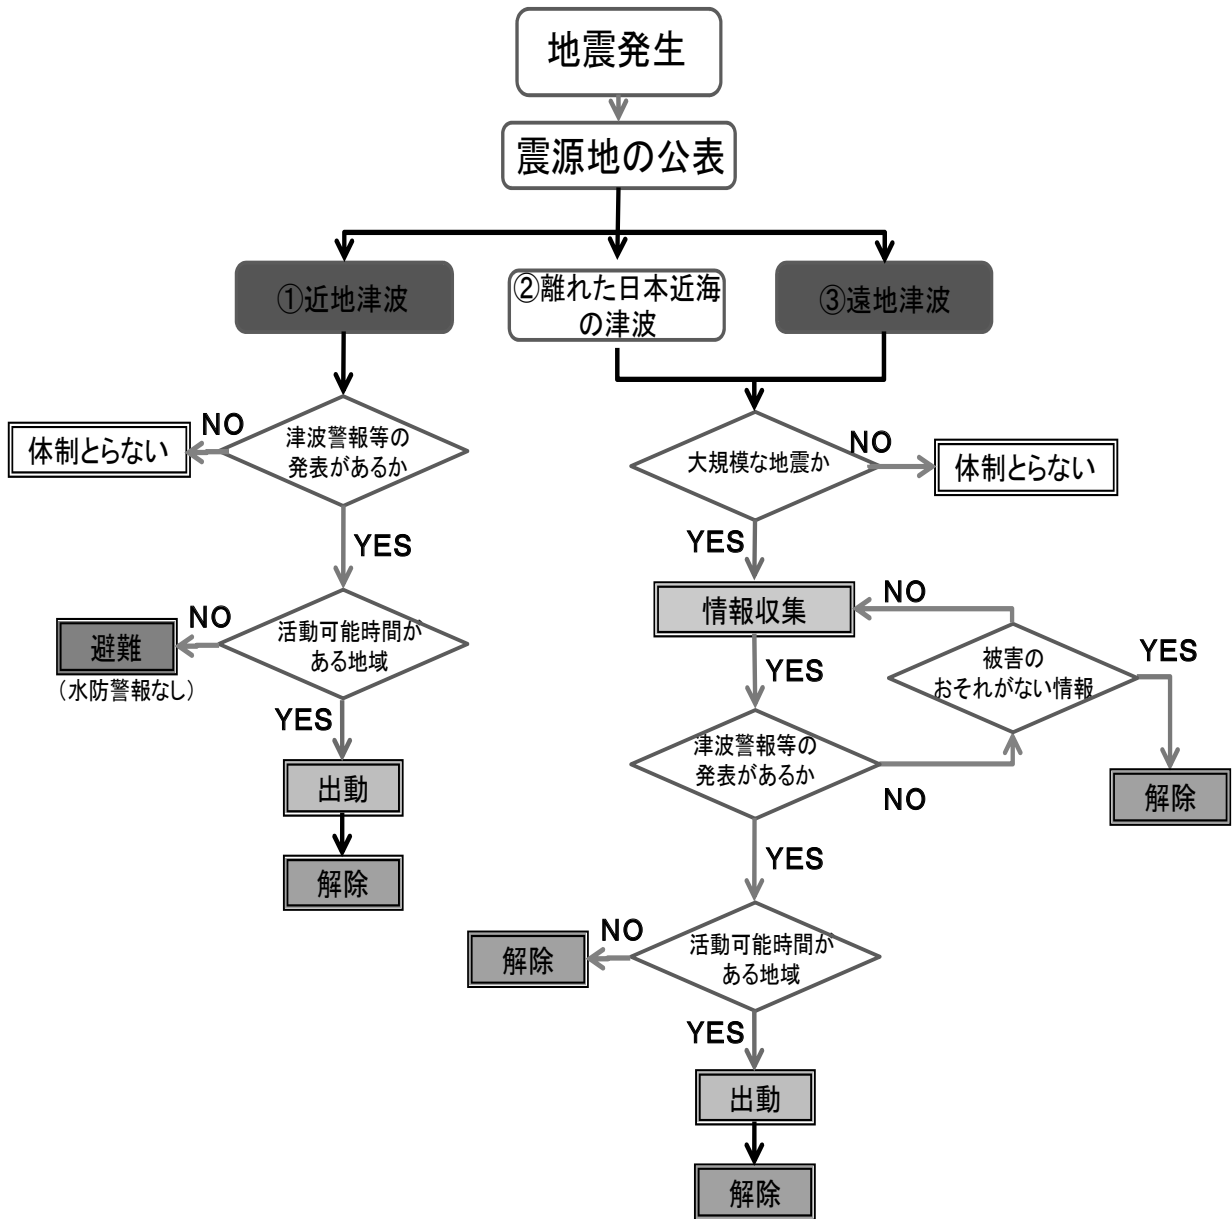 地震発生
震源地の公表
①近地津波
②離れた日本近海
の津波
③遠地津波
NO
体制とらない
津波警報等の
発表があるか
YES
NO
避難
(水防警報なし)
活動可能時間が
ある地域
YES
出動
解除
大規模な地震か
NO
体制とらない
YES
情報収集
NO
被害の
おそれがない情報
YES
解除
YES
津波警報等の
発表があるか
NO
YES
NO
解除
活動可能時間が
ある地域
YES
出動
解除